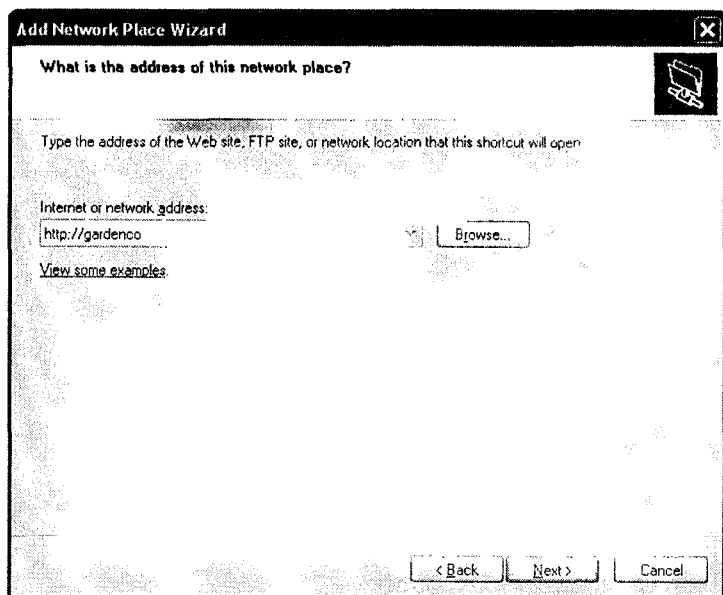 Add Network Place Wizard
What is tha address of this network place?
Type the address of the Web site, FTP site, or network location that this shortcut will open
Internet or network address:
http://gardenco
Browse...
View some examples.
< Back Next > Cancel